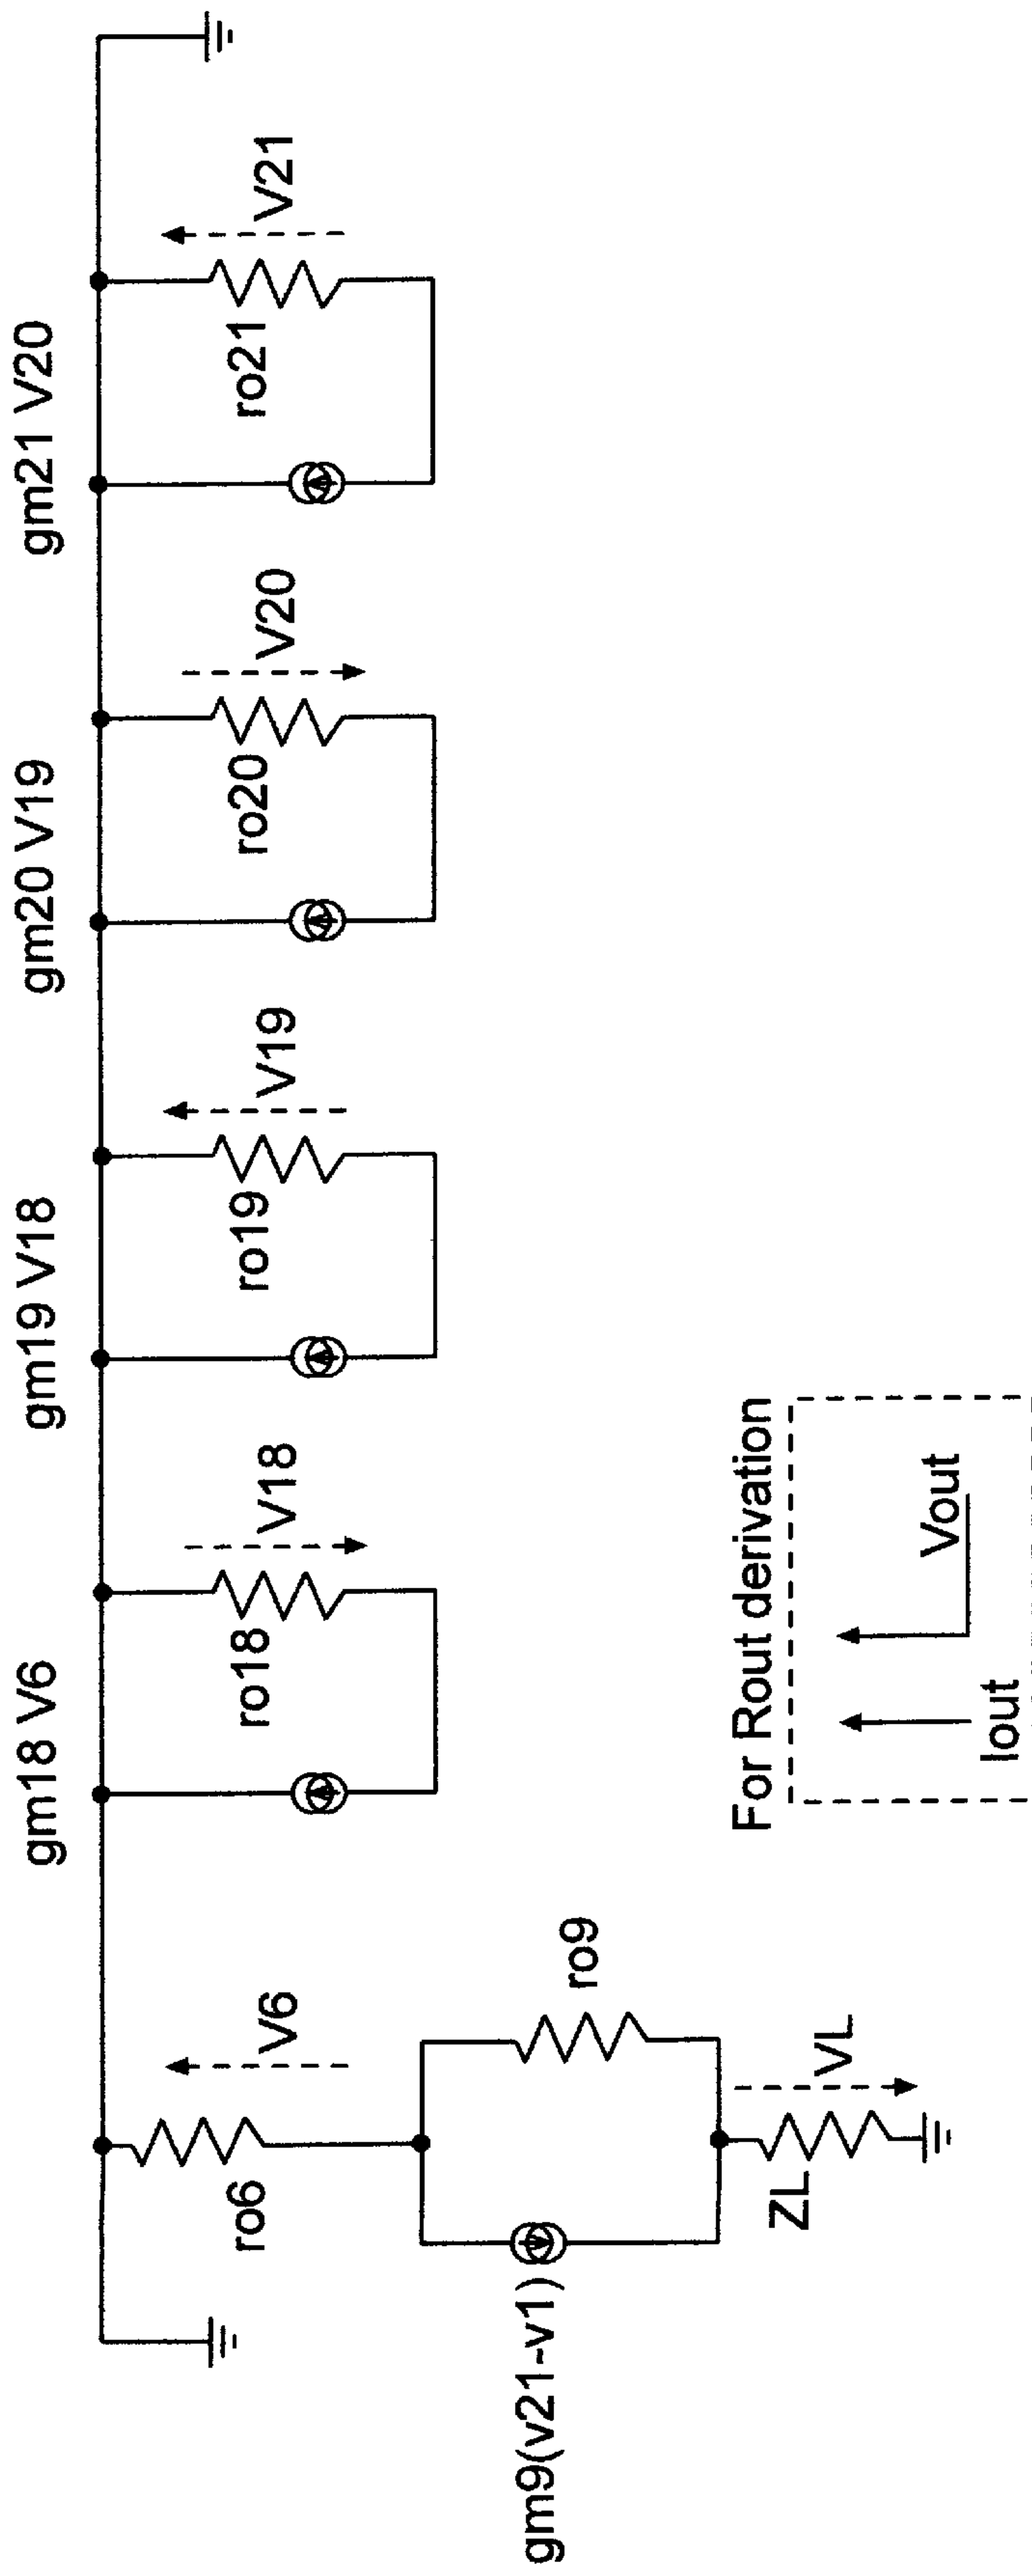 gm18 V6
gm19 V18
gm20 V19
gm21 V20
ro6
V6
ro18
V18
ro19
V19
ro20
V20
ro21
V21
gm9(v21-v1)
ro9
ZL
VL
For Rout derivation
Iout
Vout